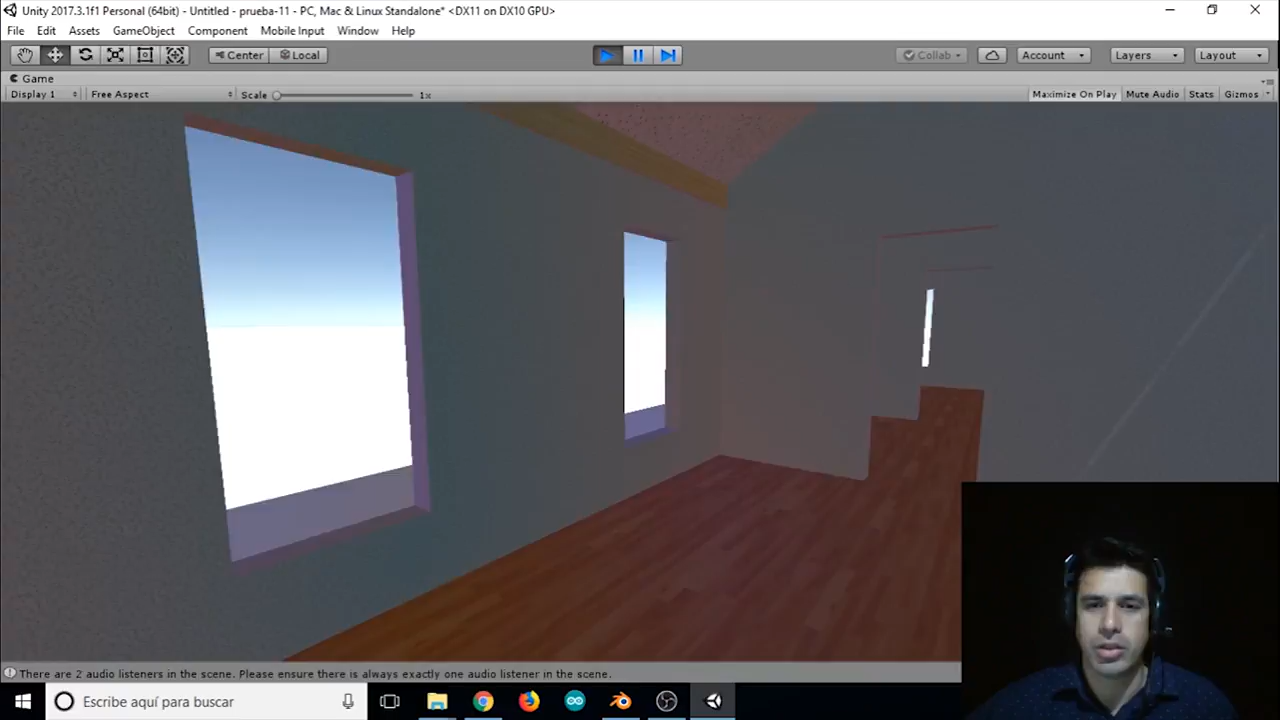 Unity 2017.3.1f1 Personal (64bit) - Untitled - prueba-11 - PC, Mac & Linux Standalone* <DX11 on DX10 GPU>
File Edit Assets GameObject Component Mobile Input Window Help
Center Local Collab Account Layers Layout
Game
Display 1 Free Aspect Scale 1x Maximize On Play Mute Audio Stats Gizmos
There are 2 audio listeners in the scene. Please ensure there is always exactly one audio listener in the scene.
Escribe aquí para buscar